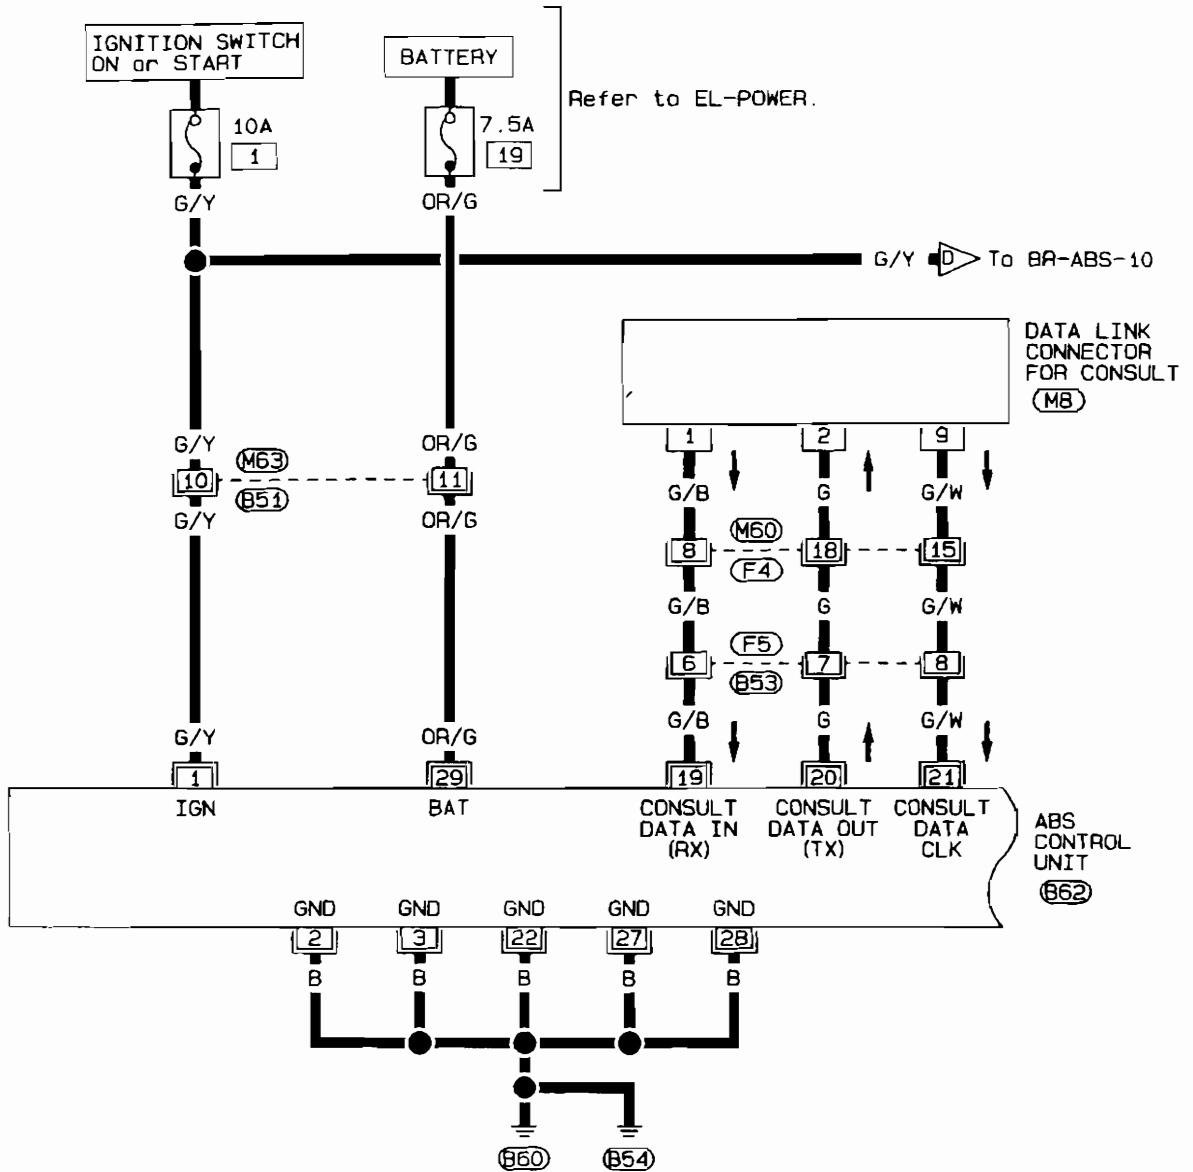 IGNITION SWITCH
ON or START
BATTERY
Refer to EL-POWER.
10A
1
7.5A
19
G/Y
OR/G
G/Y
D
To BR-ABS-10
DATA LINK
CONNECTOR
FOR CONSULT
M8
1
2
9
G/Y
OR/G
M63
10
11
B51
G/Y
OR/G
G/B
G
G/W
M60
8
18
15
F4
G/B
G
G/W
F5
6
7
8
B53
G/B
G
G/W
G/Y
OR/G
1
29
19
20
21
IGN
BAT
CONSULT
DATA IN
(RX)
CONSULT
DATA OUT
(TX)
CONSULT
DATA
CLK
ABS
CONTROL
UNIT
B62
GND
GND
GND
GND
GND
2
3
22
27
28
B
B
B
B
B
B60
B54